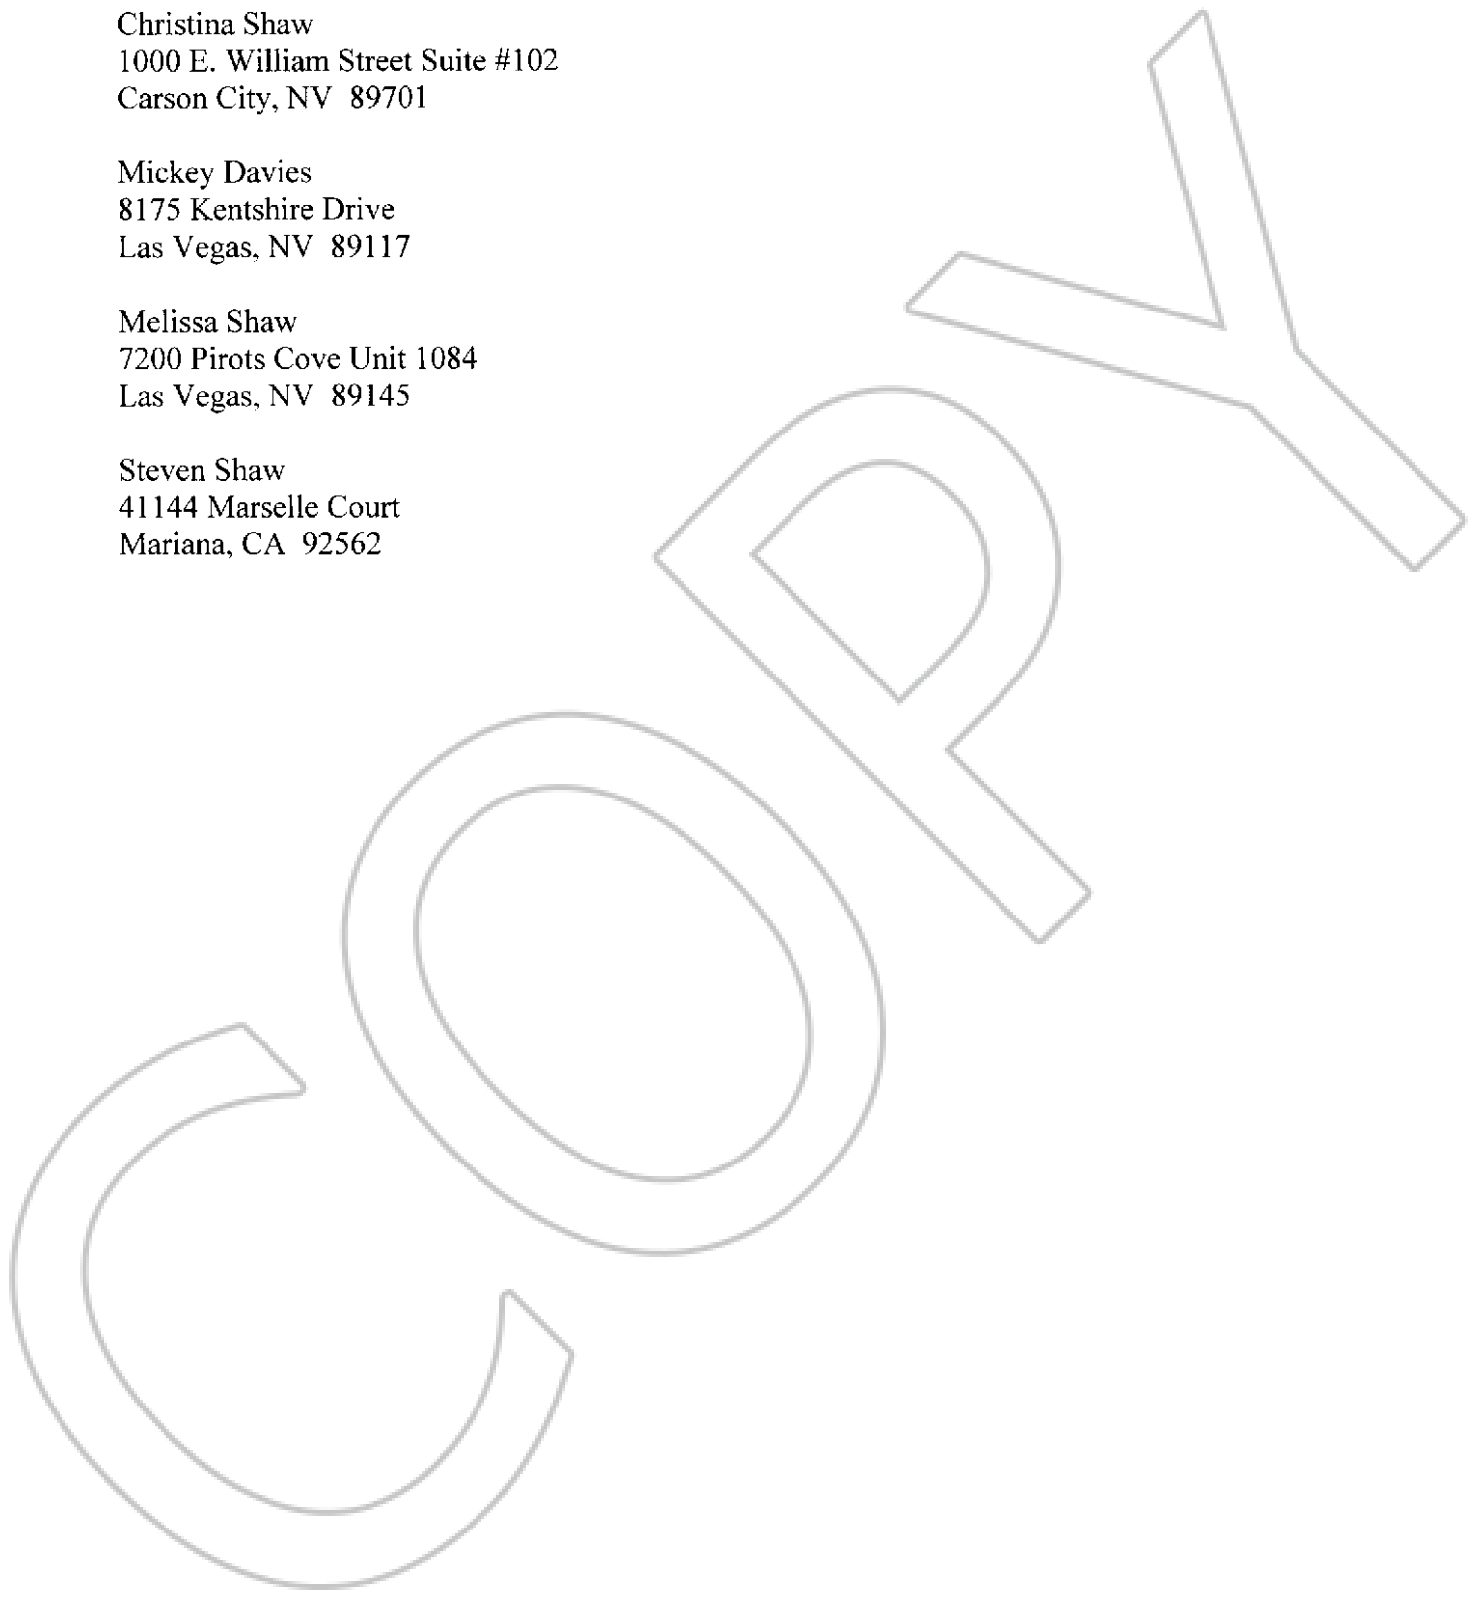 Christina Shaw
1000 E. William Street Suite #102
Carson City, NV  89701
Mickey Davies
8175 Kentshire Drive
Las Vegas, NV  89117
Melissa Shaw
7200 Pirots Cove Unit 1084
Las Vegas, NV  89145
Steven Shaw
41144 Marselle Court
Mariana, CA  92562
COPY